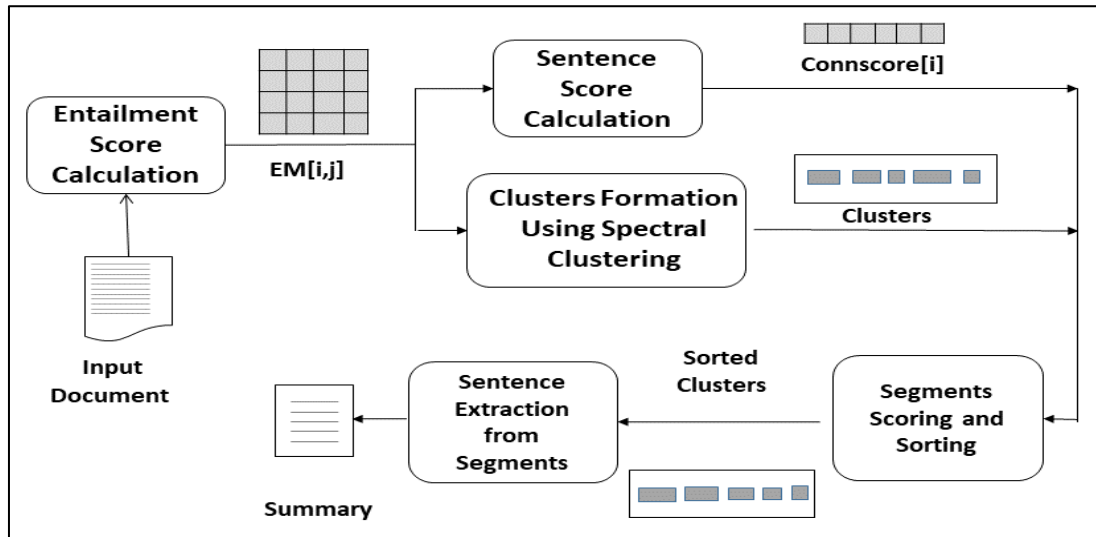 Entailment
Score
Calculation
EM[i,j]
Sentence
Score
Calculation
Connscore[i]
Clusters Formation
Using Spectral
Clustering
Clusters
Input
Document
Segments
Scoring and
Sorting
Sorted
Clusters
Sentence
Extraction
from
Segments
Summary